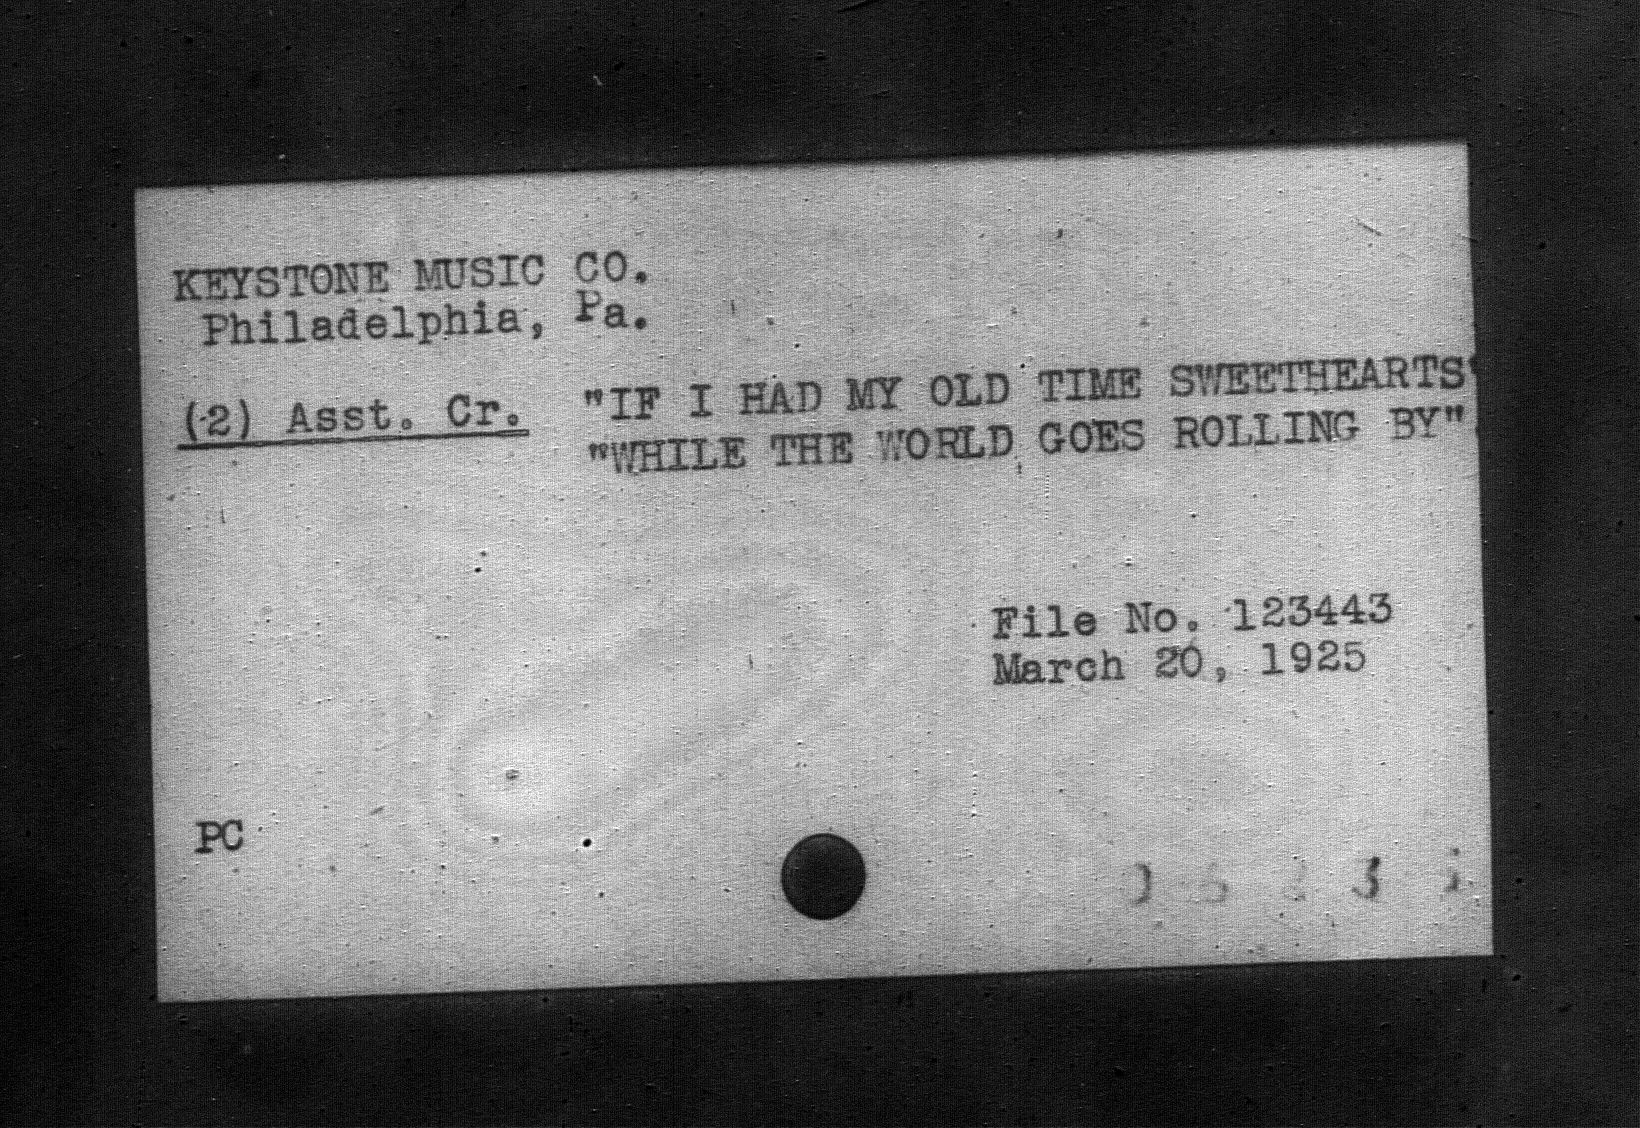 KEYSTONE MUSIC CO.
Philadelphia, Pa.
(2) Asst. Cr. "IF I HAD MY OLD TIME SWEETHEARTS"
"WHILE THE WORLD GOES ROLLING BY"
File No. 123443
March 20, 1925
PC